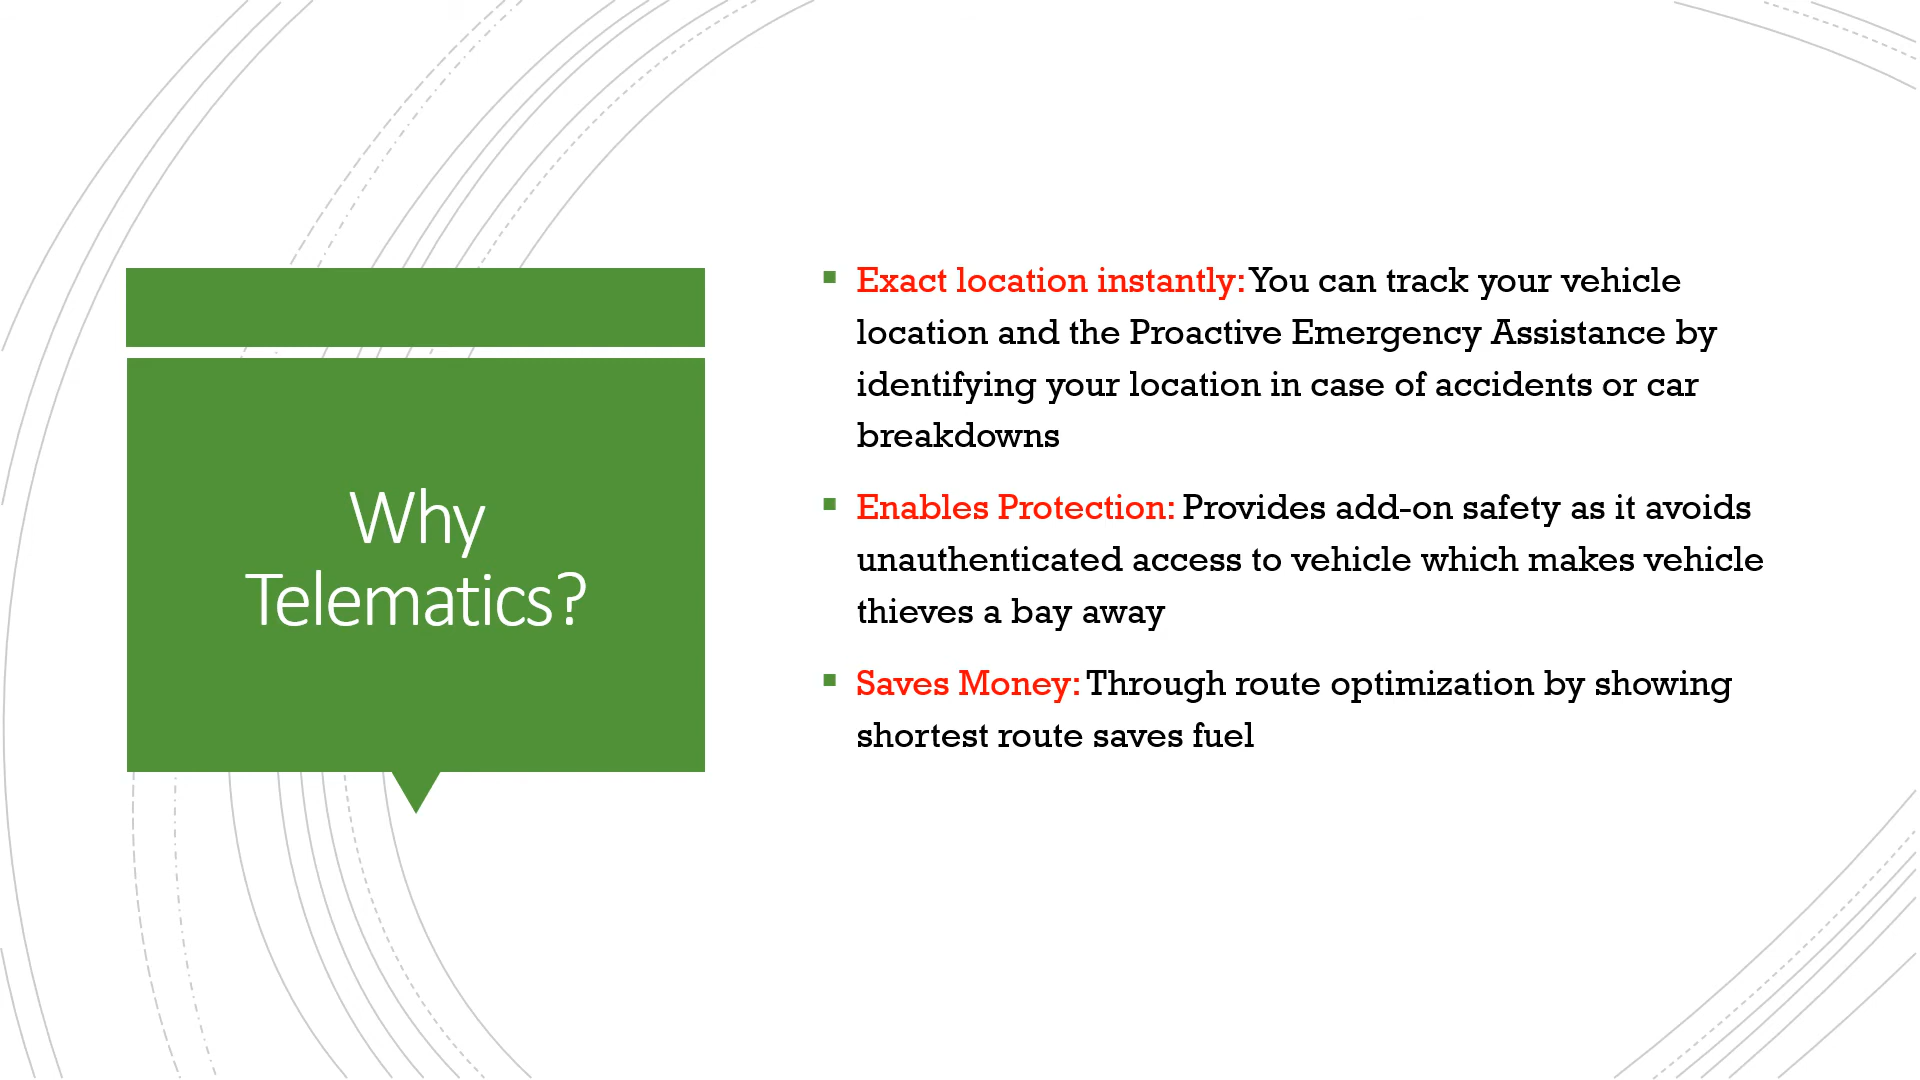 Why
Telematics?
▪ Exact location instantly: You can track your vehicle
location and the Proactive Emergency Assistance by
identifying your location in case of accidents or car
breakdowns
▪ Enables Protection: Provides add-on safety as it avoids
unauthenticated access to vehicle which makes vehicle
thieves a bay away
▪ Saves Money: Through route optimization by showing
shortest route saves fuel